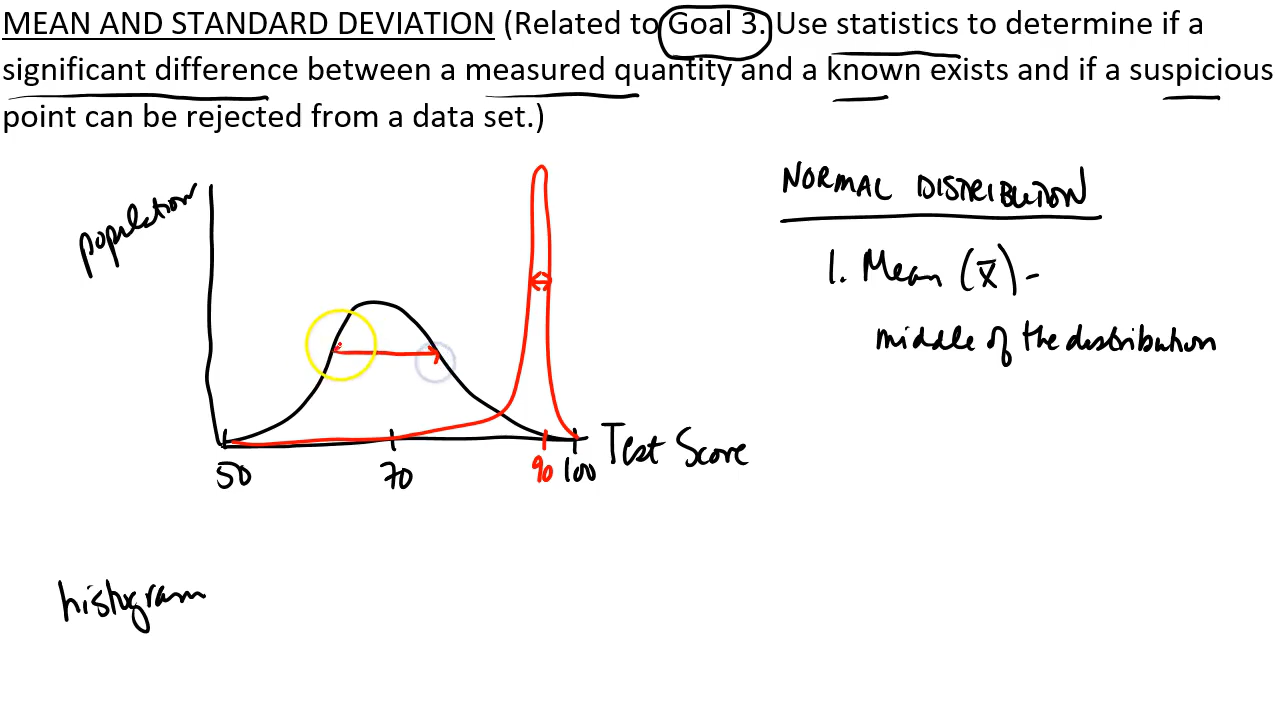 MEAN AND STANDARD DEVIATION (Related to Goal 3. Use statistics to determine if a
significant difference between a measured quantity and a known exists and if a suspicious
point can be rejected from a data set.)
population
NORMAL DISTRIBUTION
1. Mean (x̄) -
middle of the distribution
50 70 90 100 Test Score
histogram